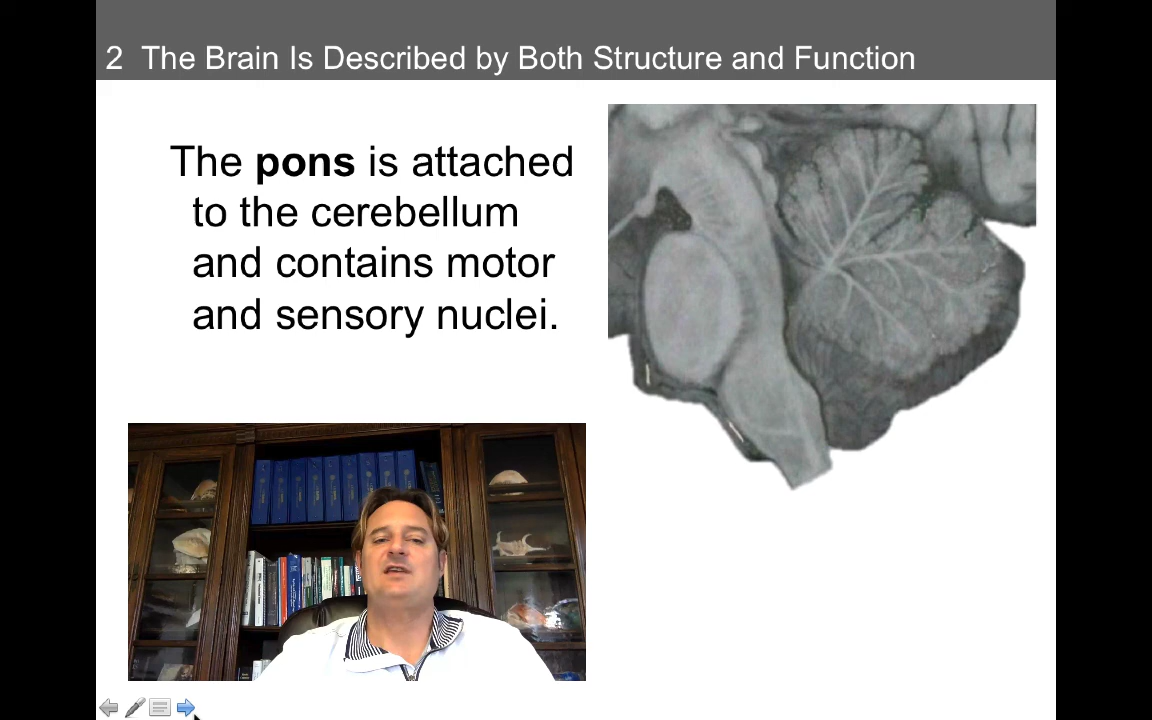 2 The Brain Is Described by Both Structure and Function
The pons is attached
to the cerebellum
and contains motor
and sensory nuclei.